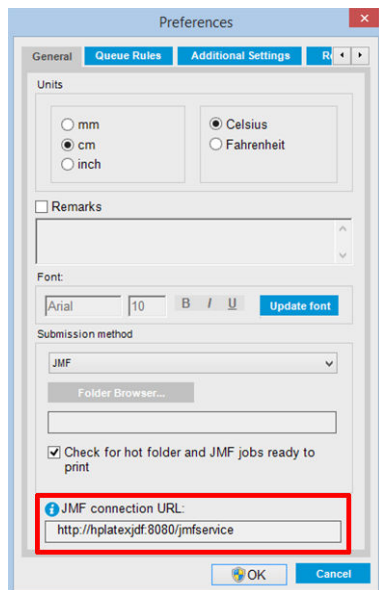 Preferences
×
General Queue Rules Additional Settings
Units
mm
cm
inch
Celsius
Fahrenheit
Remarks
Font:
Arial 10 B I U Update font
Submission method
JMF
Folder Browser...
Check for hot folder and JMF jobs ready to
print
JMF connection URL:
http://hplatexjdf:8080/jmfservice
OK Cancel